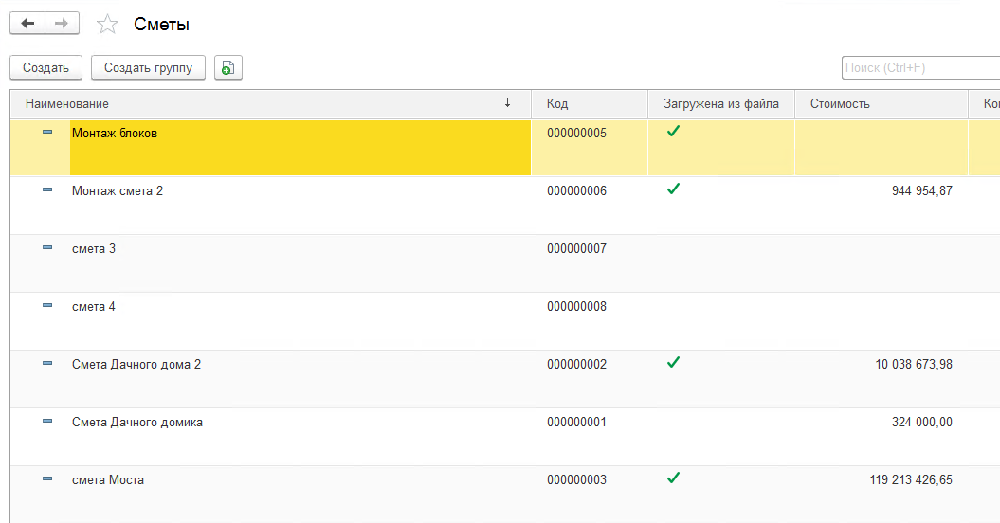 Сметы
Создать Создать группу Поиск (Ctrl+F)
Наименование ↓ Код Загружена из файла Стоимость
Монтаж блоков 000000005
Монтаж смета 2 000000006 944 954,87
смета 3 000000007
смета 4 000000008
Смета Дачного дома 2 000000002 10 038 673,98
Смета Дачного домика 000000001 324 000,00
смета Моста 000000003 119 213 426,65